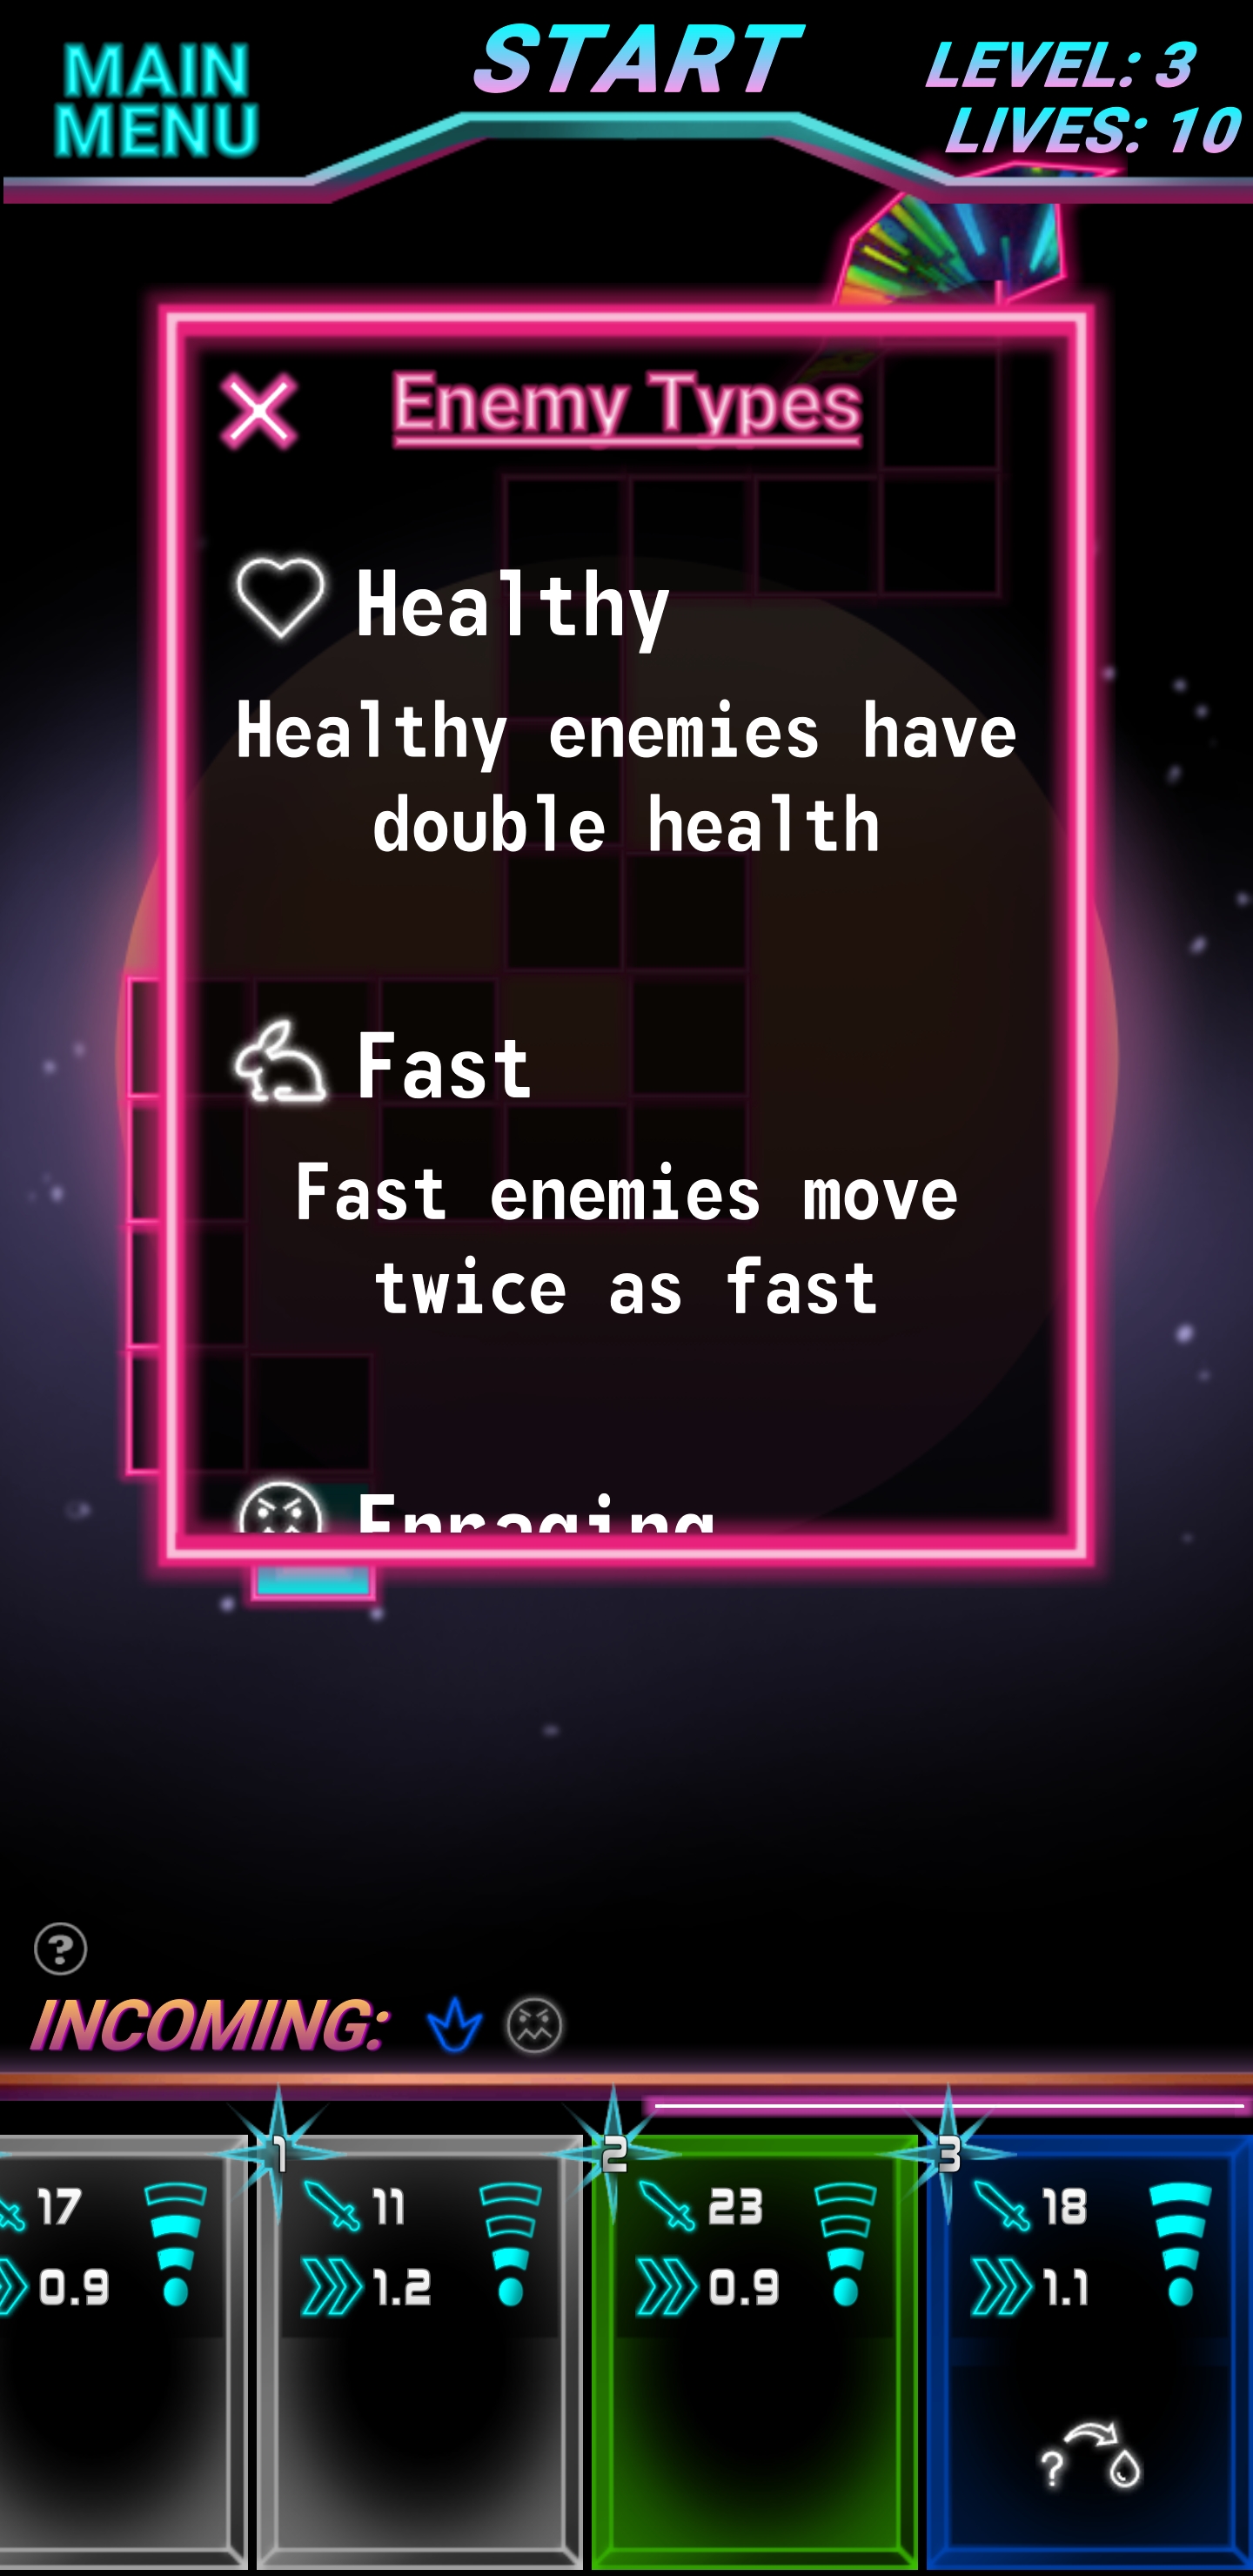 MAIN
MENU
START
LEVEL: 3
LIVES: 10
Enemy Types
Healthy
Healthy enemies have
double health
Fast
Fast enemies move
twice as fast
Enraging
?
INCOMING:
1
2
3
17
11
23
18
0.9
1.2
0.9
1.1
?